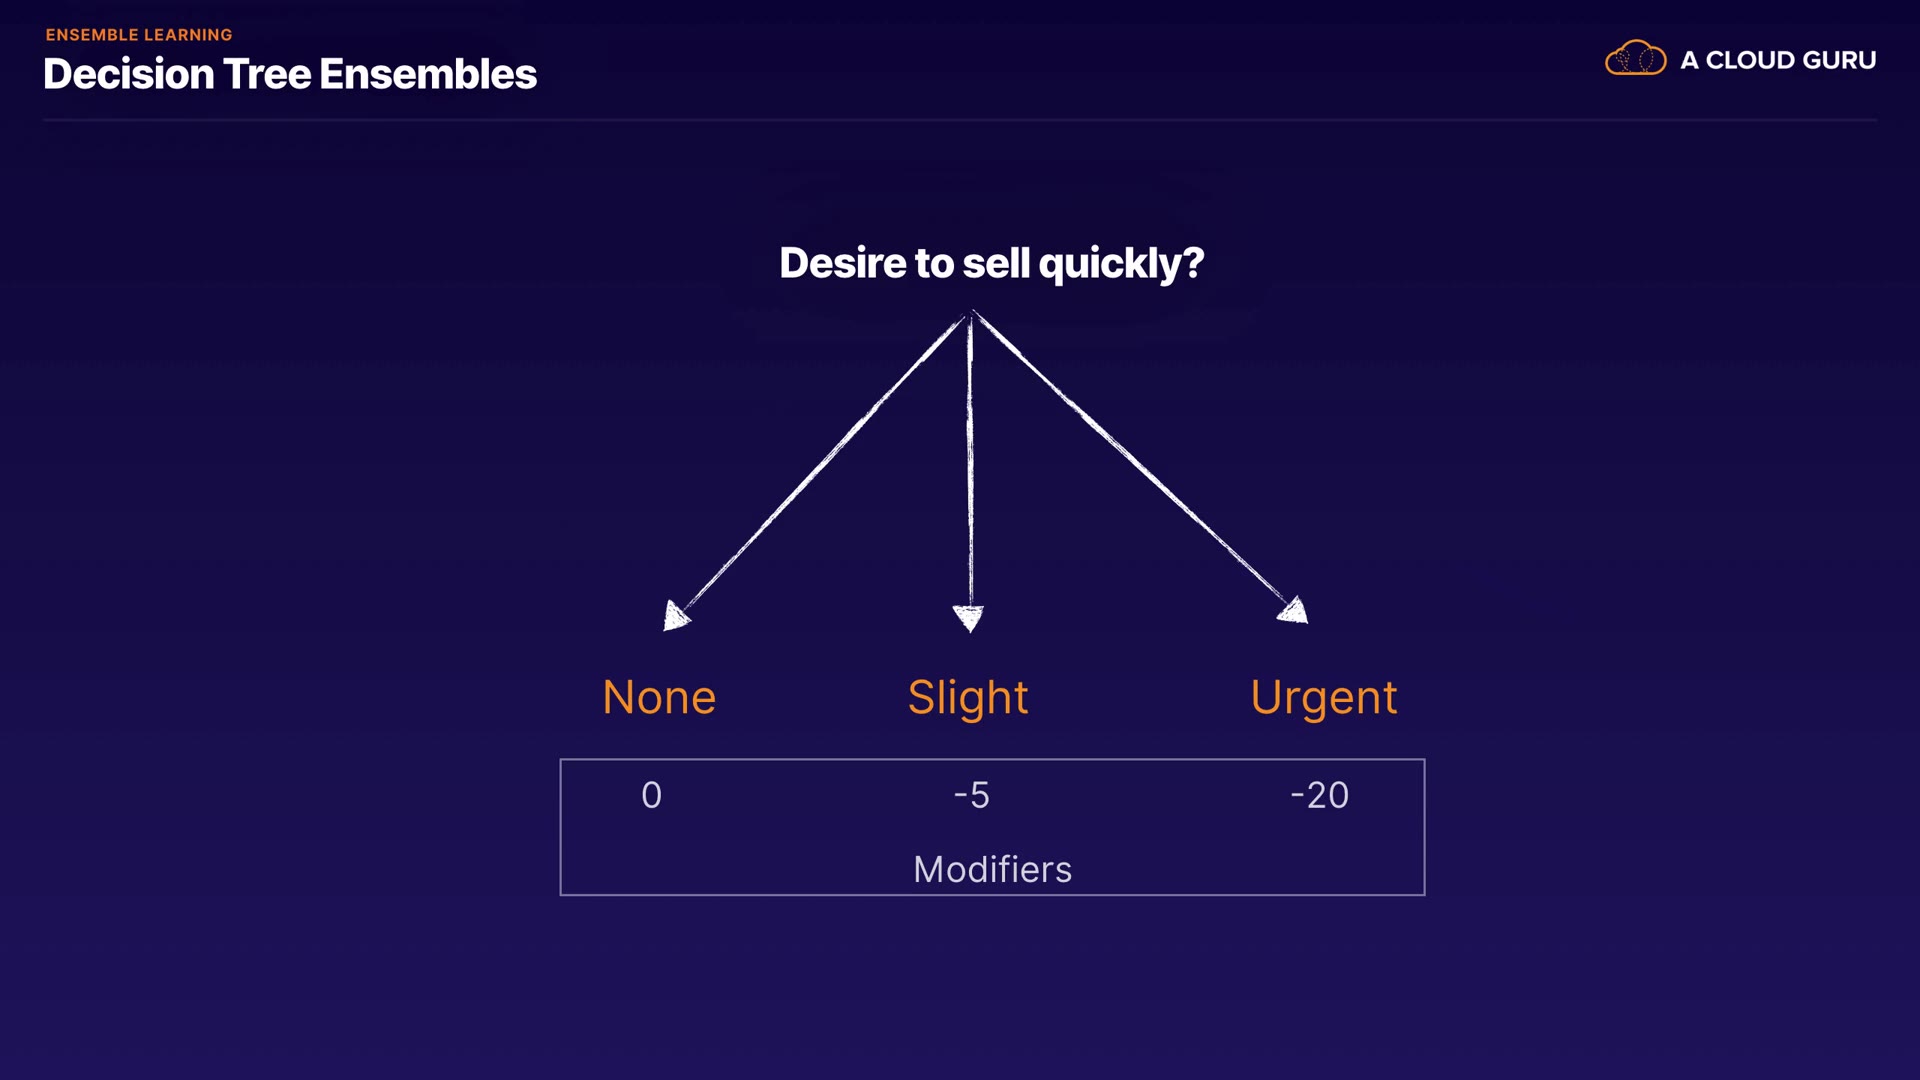 ENSEMBLE LEARNING
Decision Tree Ensembles
A CLOUD GURU
Desire to sell quickly?
None Slight Urgent
0 -5 -20
Modifiers